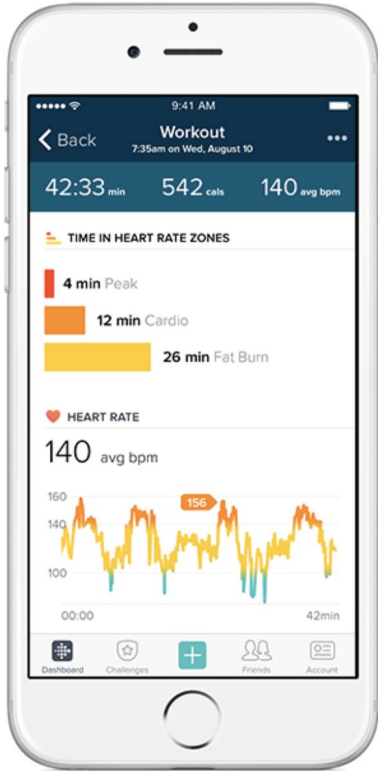 9:41 AM
Back
Workout
7:35am on Wed, August 10
42:33 min 542 cals 140 avg bpm
TIME IN HEART RATE ZONES
4 min Peak
12 min Cardio
26 min Fat Burn
HEART RATE
140 avg bpm
160
156
140
100
00:00 42min
Dashboard Challenges Friends Account